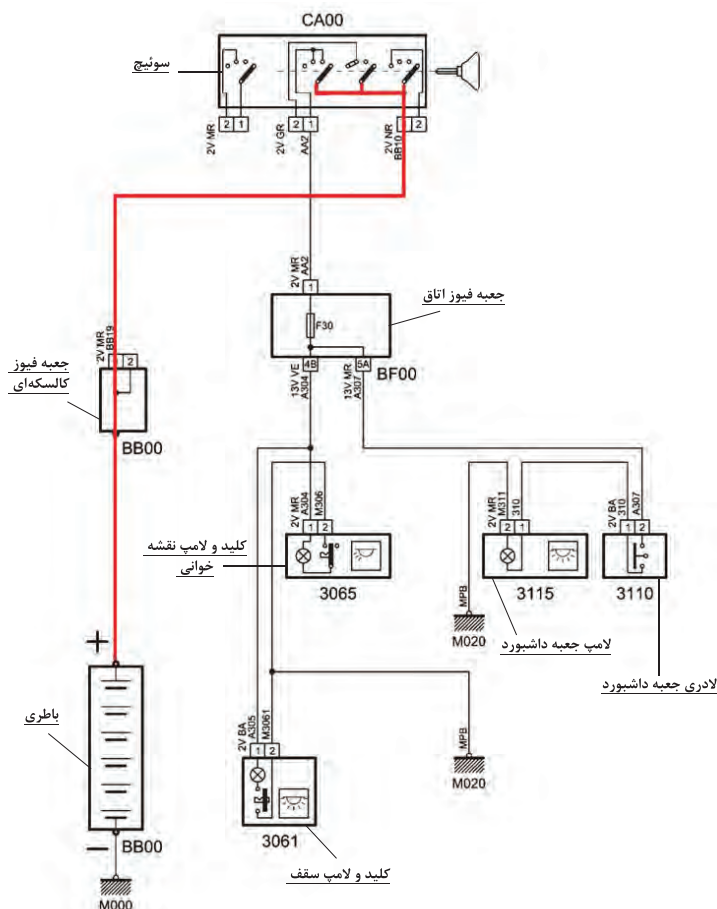 CA00
سوئیچ
2 1
2 1
2
2V MR
2V GR
AA2
2V NR
BB10
2V MR
AA2
1
جعبه فیوز اتاق
F30
4B
5A
BF00
13V VE
A304
13V MR
A307
2V MR
BB19
2
جعبه فیوز
کالسکه‌ای
BB00
2V MR
A304
M306
1 2
R
کلید و لامپ نقشه
خوانی
3065
2V MR
M311
310
2 1
3115
2V BA
310
A307
1 2
3110
MPB
M020
لامپ جعبه داشبورد
لادری جعبه داشبورد
+
باطری
–
BB00
M000
2V BA
A305
M3061
1 2
R
3061
MPB
M020
کلید و لامپ سقف